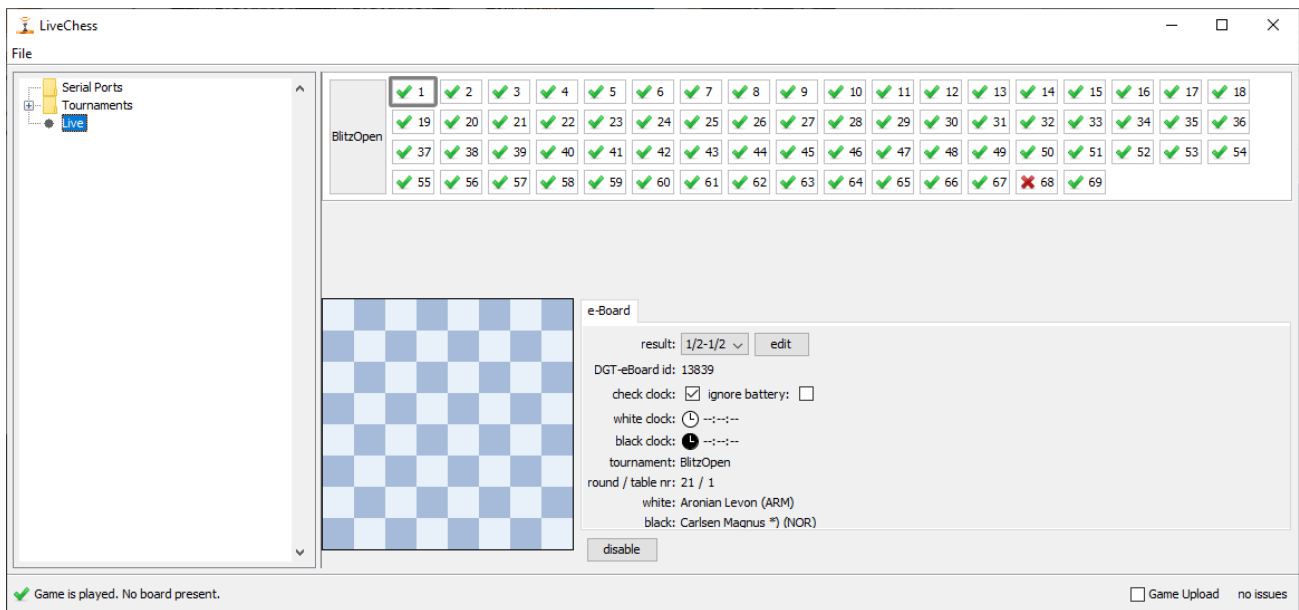 LiveChess
File
Serial Ports
Tournaments
Live
BlitzOpen
1 2 3 4 5 6 7 8 9 10 11 12 13 14 15 16 17 18
19 20 21 22 23 24 25 26 27 28 29 30 31 32 33 34 35 36
37 38 39 40 41 42 43 44 45 46 47 48 49 50 51 52 53 54
55 56 57 58 59 60 61 62 63 64 65 66 67 68 69
e-Board
result: 1/2-1/2 edit
DGT-eBoard id: 13839
check clock: ignore battery:
white clock: --:--:--
black clock: --:--:--
tournament: BlitzOpen
round / table nr: 21 / 1
white: Aronian Levon (ARM)
black: Carlsen Magnus *) (NOR)
disable
Game is played. No board present.
Game Upload no issues